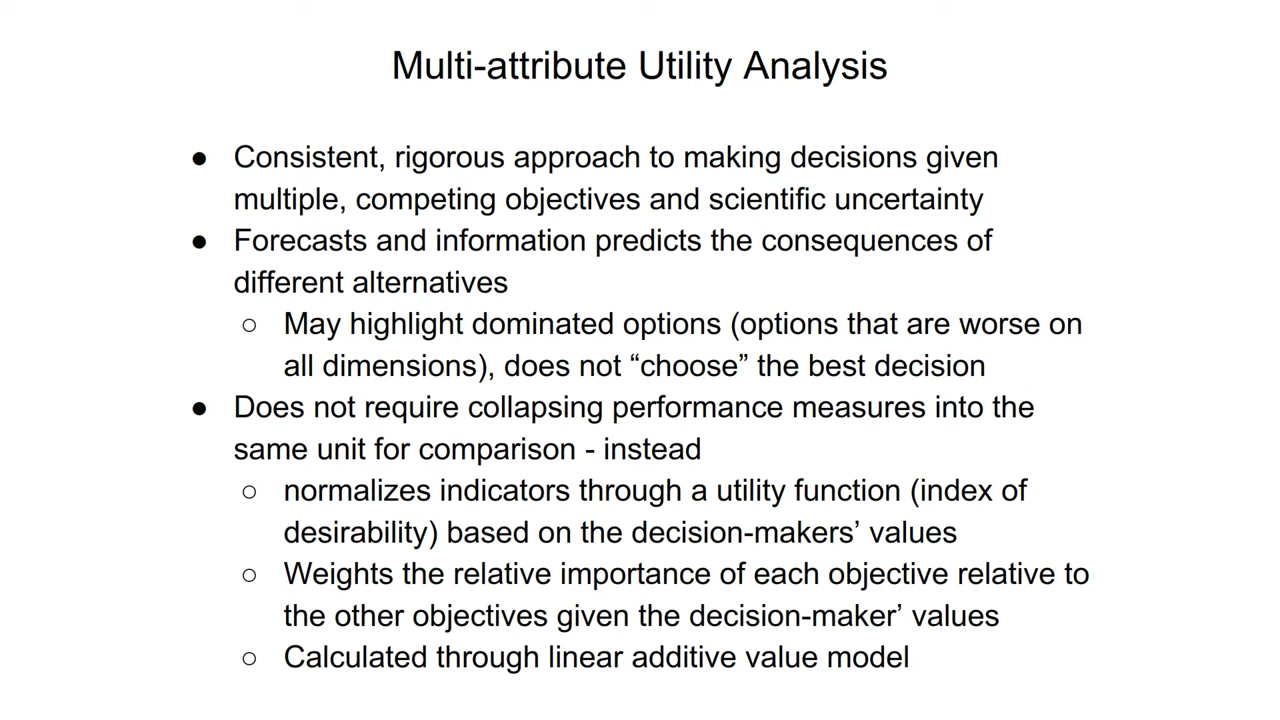 Multi-attribute Utility Analysis
● Consistent, rigorous approach to making decisions given
multiple, competing objectives and scientific uncertainty
● Forecasts and information predicts the consequences of
different alternatives
○ May highlight dominated options (options that are worse on
all dimensions), does not “choose” the best decision
● Does not require collapsing performance measures into the
same unit for comparison - instead
○ normalizes indicators through a utility function (index of
desirability) based on the decision-makers’ values
○ Weights the relative importance of each objective relative to
the other objectives given the decision-maker’ values
○ Calculated through linear additive value model